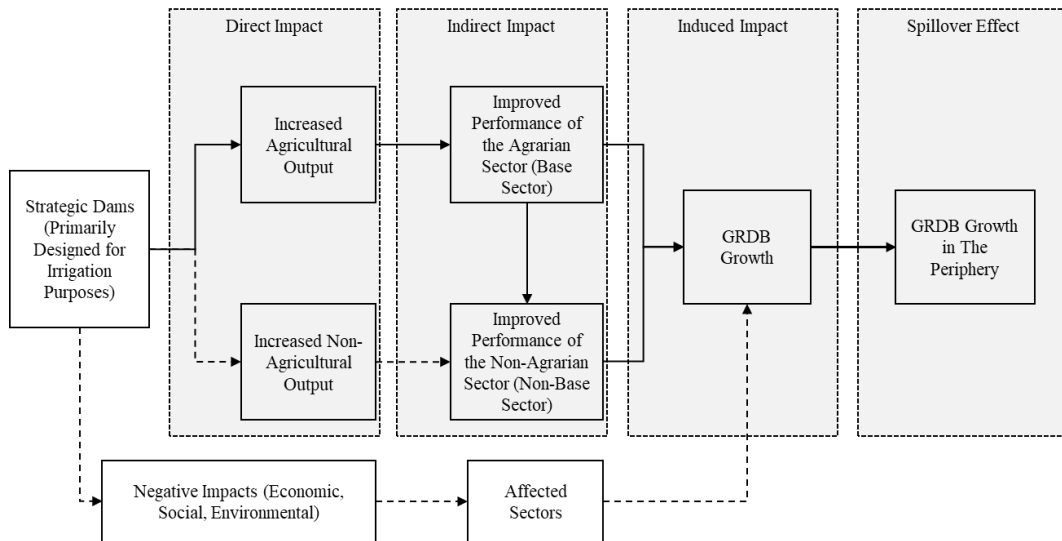 Direct Impact
Indirect Impact
Induced Impact
Spillover Effect
Strategic Dams
(Primarily
Designed for
Irrigation
Purposes)
Increased
Agricultural
Output
Improved
Performance of
the Agrarian
Sector (Base
Sector)
GRDB
Growth
GRDB Growth
in The
Periphery
Increased Non-
Agricultural
Output
Improved
Performance of
the Non-Agrarian
Sector (Non-Base
Sector)
Negative Impacts (Economic,
Social, Environmental)
Affected
Sectors